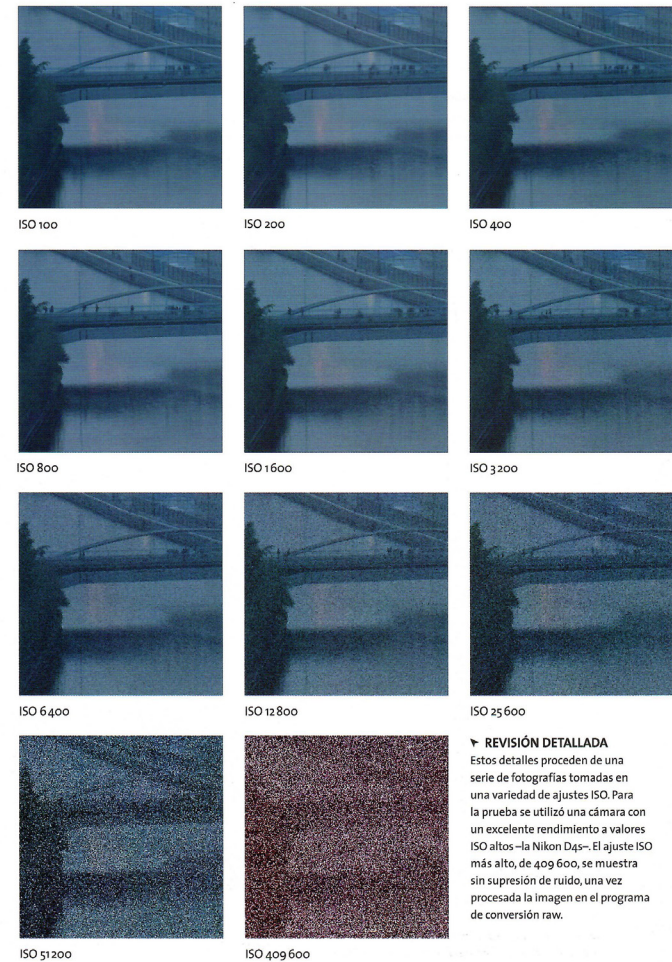 ISO 100
ISO 200
ISO 400
ISO 800
ISO 1600
ISO 3200
ISO 6400
ISO 12800
ISO 25600
REVISIÓN DETALLADA
Estos detalles proceden de una
serie de fotografías tomadas en
una variedad de ajustes ISO. Para
la prueba se utilizó una cámara con
un excelente rendimiento a valores
ISO altos –la Nikon D4s–. El ajuste ISO
más alto, de 409 600, se muestra
sin supresión de ruido, una vez
procesada la imagen en el programa
de conversión raw.
ISO 51200
ISO 409 600